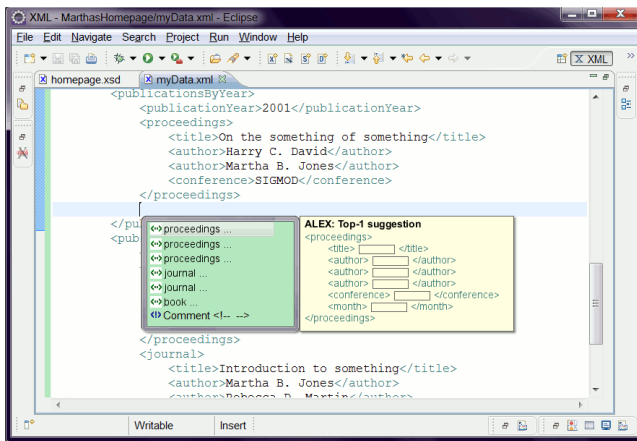 XML - MarthasHomepage/myData.xml - Eclipse
File Edit Navigate Search Project Run Window Help
X XML
homepage.xsd myData.xml
<publicationsByYear>
<publicationYear>2001</publicationYear>
<proceedings>
<title>On the something of something</title>
<author>Harry C. David</author>
<author>Martha B. Jones</author>
<conference>SIGMOD</conference>
</proceedings>
</pu
<pub
proceedings ...
proceedings ...
proceedings ...
journal ...
journal ...
book ...
Comment <!-- -->
ALEX: Top-1 suggestion
<proceedings>
<title> </title>
<author> </author>
<author> </author>
<author> </author>
<conference> </conference>
<month> </month>
</proceedings>
</proceedings>
<journal>
<title>Introduction to something</title>
<author>Martha B. Jones</author>
<author>Rebecca D. Martin</author>
Writable Insert